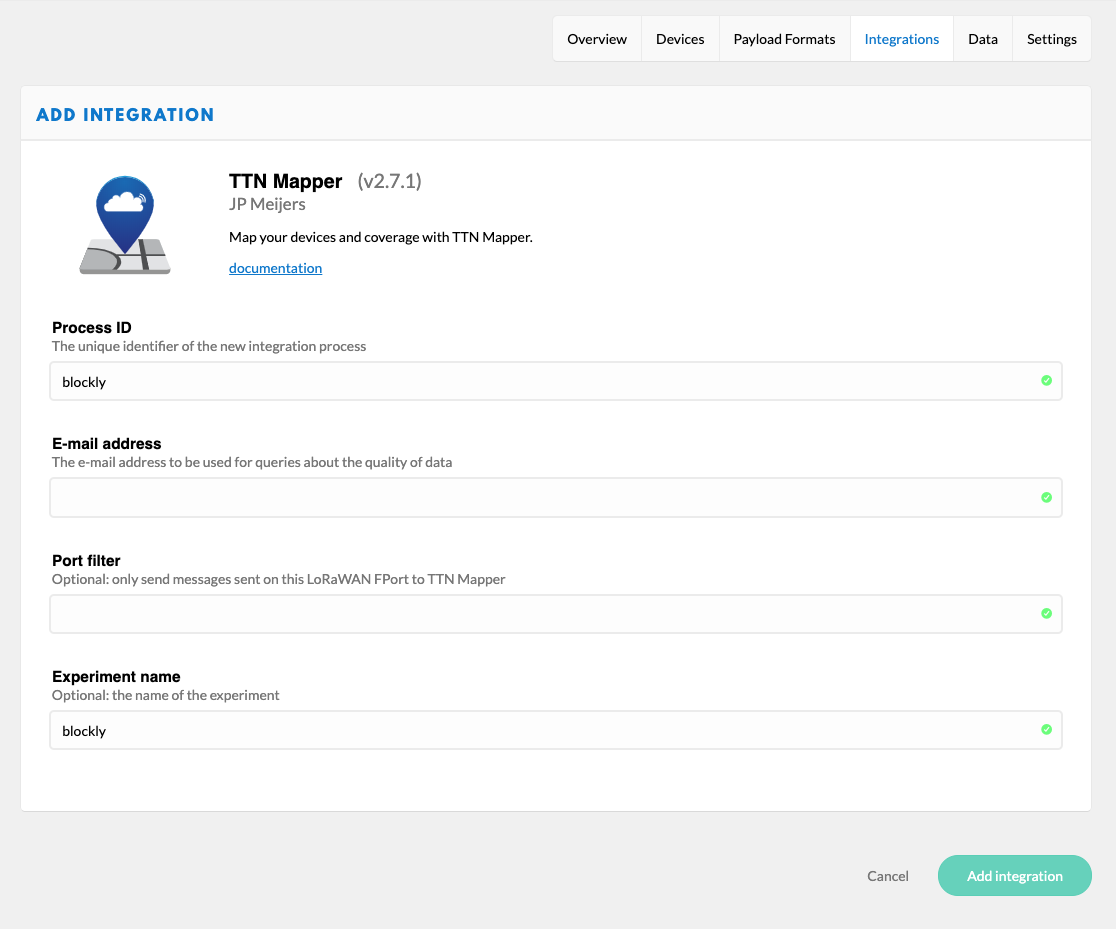 Overview Devices Payload Formats Integrations Data Settings
ADD INTEGRATION
TTN Mapper (v2.7.1)
JP Meijers
Map your devices and coverage with TTN Mapper.
documentation
Process ID
The unique identifier of the new integration process
blockly
E-mail address
The e-mail address to be used for queries about the quality of data
Port filter
Optional: only send messages sent on this LoRaWAN FPort to TTN Mapper
Experiment name
Optional: the name of the experiment
blockly
Cancel Add integration